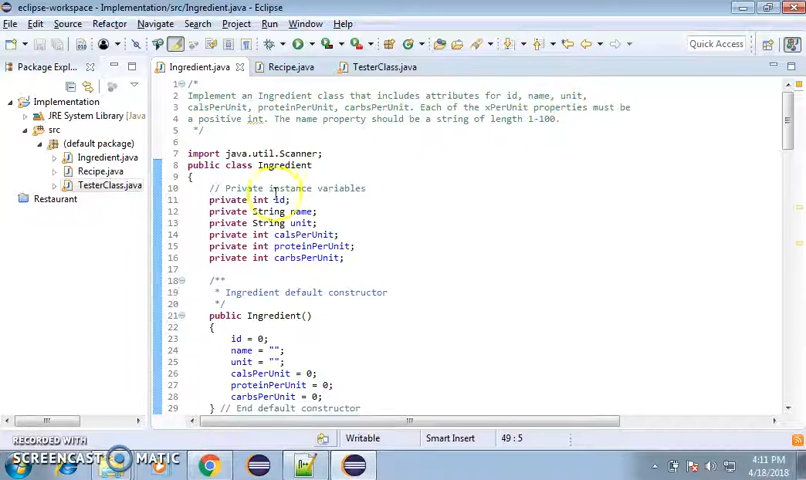 eclipse-workspace - Implementation/src/Ingredient.java - Eclipse
File Edit Source Refactor Navigate Search Project Run Window Help
Quick Access
Package Expl...
Ingredient.java
Recipe.java
TesterClass.java
Implementation
JRE System Library [Ja
src
(default package)
Ingredient.java
Recipe.java
TesterClass.java
Restaurant
1 /*
2 Implement an Ingredient class that includes attributes for id, name, unit,
3 calsPerUnit, proteinPerUnit, carbsPerUnit. Each of the xPerUnit properties must be
4 a positive int. The name property should be a string of length 1-100.
5 */
6
7 import java.util.Scanner;
8 public class Ingredient
9 {
10 // Private instance variables
11 private int id;
12 private String name;
13 private String unit;
14 private int calsPerUnit;
15 private int proteinPerUnit;
16 private int carbsPerUnit;
17
18 /**
19 * Ingredient default constructor
20 */
21 public Ingredient()
22 {
23 id = 0;
24 name = "";
25 unit = "";
26 calsPerUnit = 0;
27 proteinPerUnit = 0;
28 carbsPerUnit = 0;
29 } // End default constructor
Writable
Smart Insert
49 : 5
RECORDED WITH
SCREENCAST MATIC
4:11 PM
4/18/2018